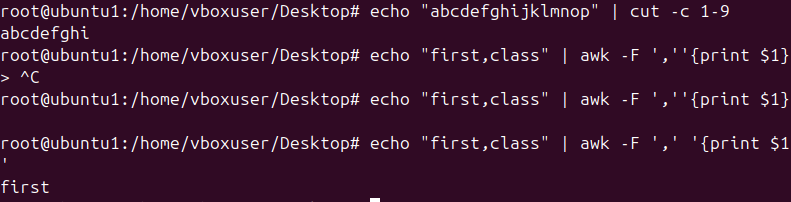 root@ubuntu1:/home/vboxuser/Desktop# echo "abcdefghijklmnop" | cut -c 1-9
abcdefghi
root@ubuntu1:/home/vboxuser/Desktop# echo "first,class" | awk -F ',''{print $1}
> ^C
root@ubuntu1:/home/vboxuser/Desktop# echo "first,class" | awk -F ',''{print $1}
root@ubuntu1:/home/vboxuser/Desktop# echo "first,class" | awk -F ',' '{print $1
'
first